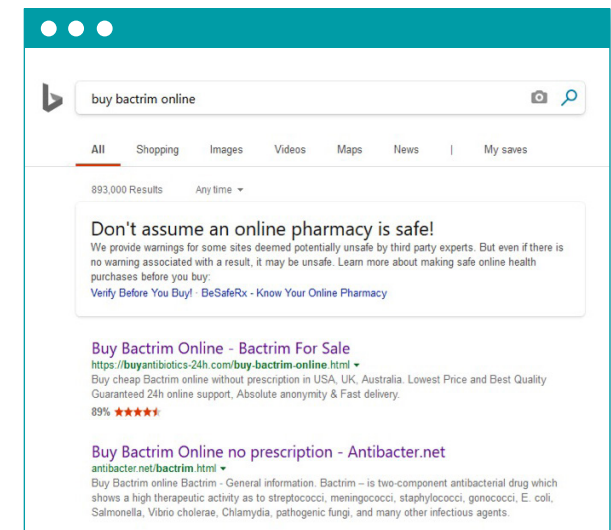 buy bactrim online
All Shopping Images Videos Maps News | My saves
893,000 Results Any time
Don't assume an online pharmacy is safe!
We provide warnings for some sites deemed potentially unsafe by third party experts. But even if there is
no warning associated with a result, it may be unsafe. Learn more about making safe online health
purchases before you buy:
Verify Before You Buy! · BeSafeRx - Know Your Online Pharmacy
Buy Bactrim Online - Bactrim For Sale
https://buyantibiotics-24h.com/buy-bactrim-online.html
Buy cheap Bactrim online without prescription in USA, UK, Australia. Lowest Price and Best Quality
Guaranteed 24h online support, Absolute anonymity & Fast delivery.
89%
Buy Bactrim Online no prescription - Antibacter.net
antibacter.net/bactrim.html
Buy Bactrim Online Bactrim - General information. Bactrim – is two-component antibacterial drug which
shows a high therapeutic activity as to streptococci, meningococci, staphylococci, gonococci, E. coli,
Salmonella, Vibrio cholerae, Chlamydia, pathogenic fungi, and many other infectious agents.